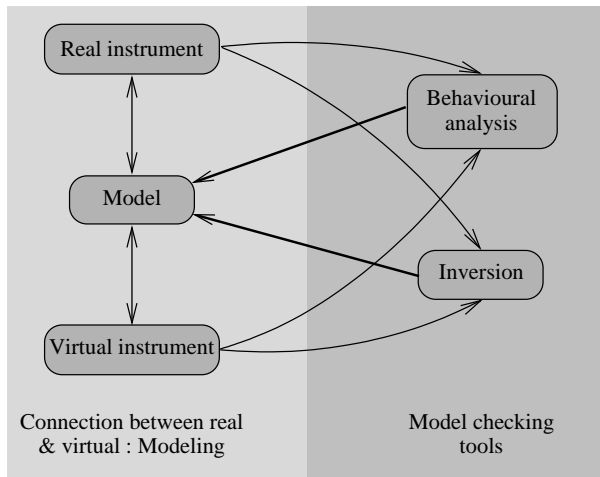 Real instrument
Behavioural
analysis
Model
Inversion
Virtual instrument
Connection between real
& virtual : Modeling
Model checking
tools